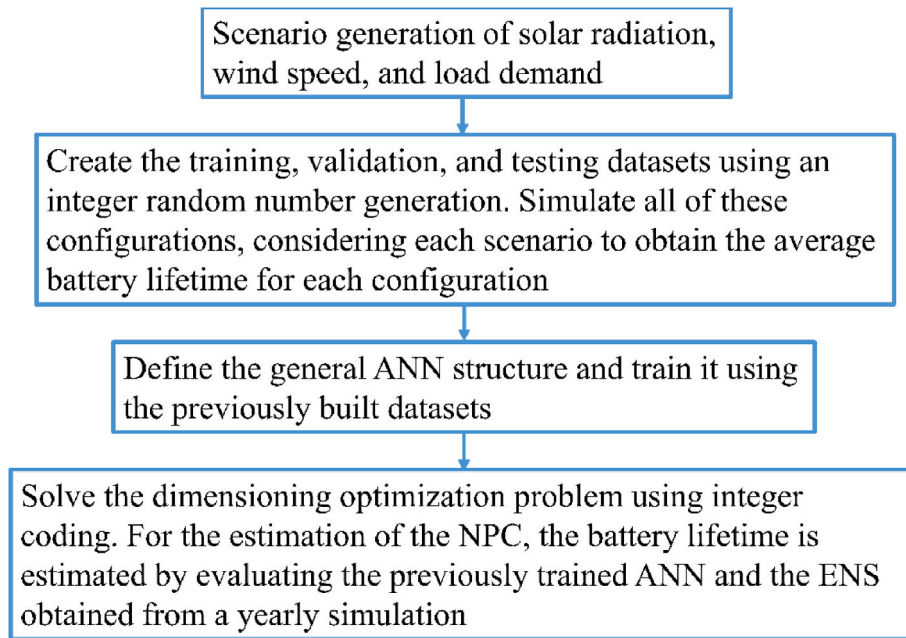 Scenario generation of solar radiation,
wind speed, and load demand
Create the training, validation, and testing datasets using an
integer random number generation. Simulate all of these
configurations, considering each scenario to obtain the average
battery lifetime for each configuration
Define the general ANN structure and train it using
the previously built datasets
Solve the dimensioning optimization problem using integer
coding. For the estimation of the NPC, the battery lifetime is
estimated by evaluating the previously trained ANN and the ENS
obtained from a yearly simulation